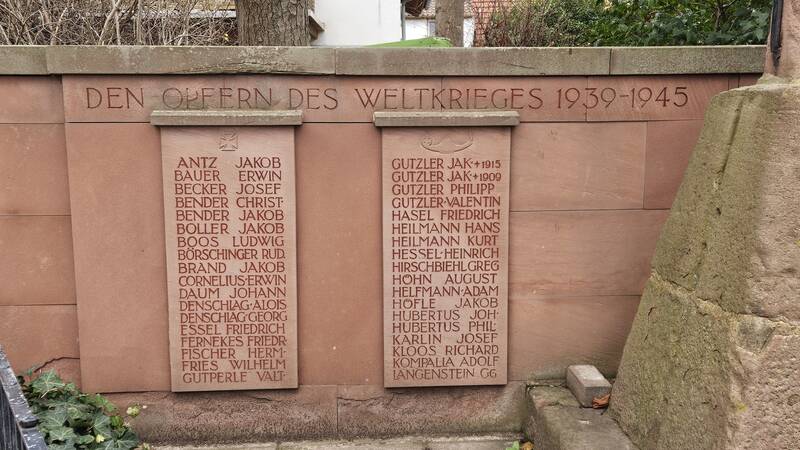 DEN OPFERN DES WELTKRIEGES 1939-1945
ANTZ JAKOB
BAUER ERWIN
BECKER JOSEF
BENDER CHRIST·
BENDER JAKOB
BOLLER JAKOB
BOOS LUDWIG
BÖRSCHINGER RUD.
BRAND JAKOB
CORNELIUS·ERWIN
DAUM JOHANN
DENSCHLAG·ALOIS
DENSCHLAG·GEORG
ESSEL FRIEDRICH
FERNEKES FRIEDR·
FISCHER HERM·
FRIES WILHELM
GUTPERLE VALT·
GUTZLER JAK·+1915
GUTZLER JAK·+1909
GUTZLER PHILIPP
GUTZLER·VALENTIN
HASEL FRIEDRICH
HEILMANN HANS
HEILMANN KURT
HESSEL·HEINRICH
HIRSCHBIEHL GREG
HÖHN AUGUST
HELFMANN·ADAM
HÖFLE JAKOB
HUBERTUS JOH·
HUBERTUS PHIL·
KARLIN JOSEF
KLOOS RICHARD
KOMPALIA ADOLF
LANGENSTEIN GG